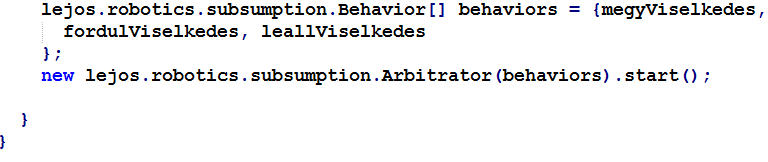 lejos.robotics.subsumption.Behavior[] behaviors = {megyViselkedes,
fordulViselkedes, leallViselkedes
};
new lejos.robotics.subsumption.Arbitrator(behaviors).start();
}
}